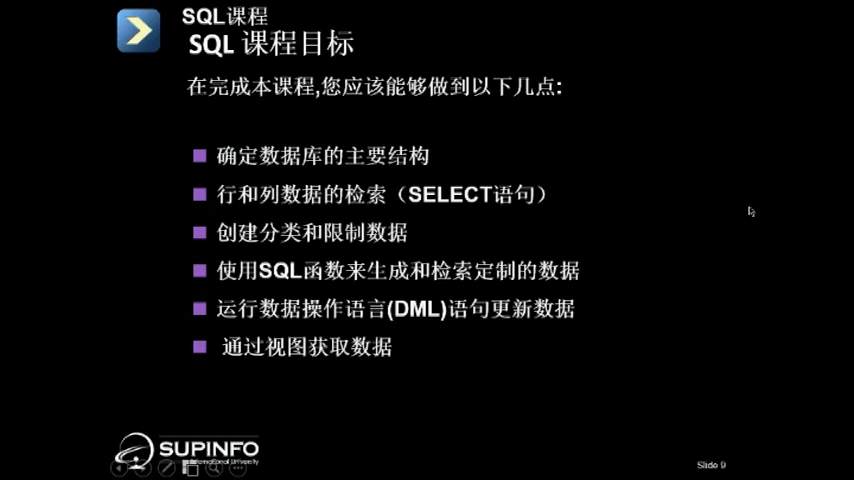 SQL课程
SQL 课程目标
在完成本课程,您应该能够做到以下几点:
确定数据库的主要结构
行和列数据的检索（SELECT语句）
创建分类和限制数据
使用SQL函数来生成和检索定制的数据
运行数据操作语言(DML)语句更新数据
通过视图获取数据
SUPINFO
International University
Slide 9